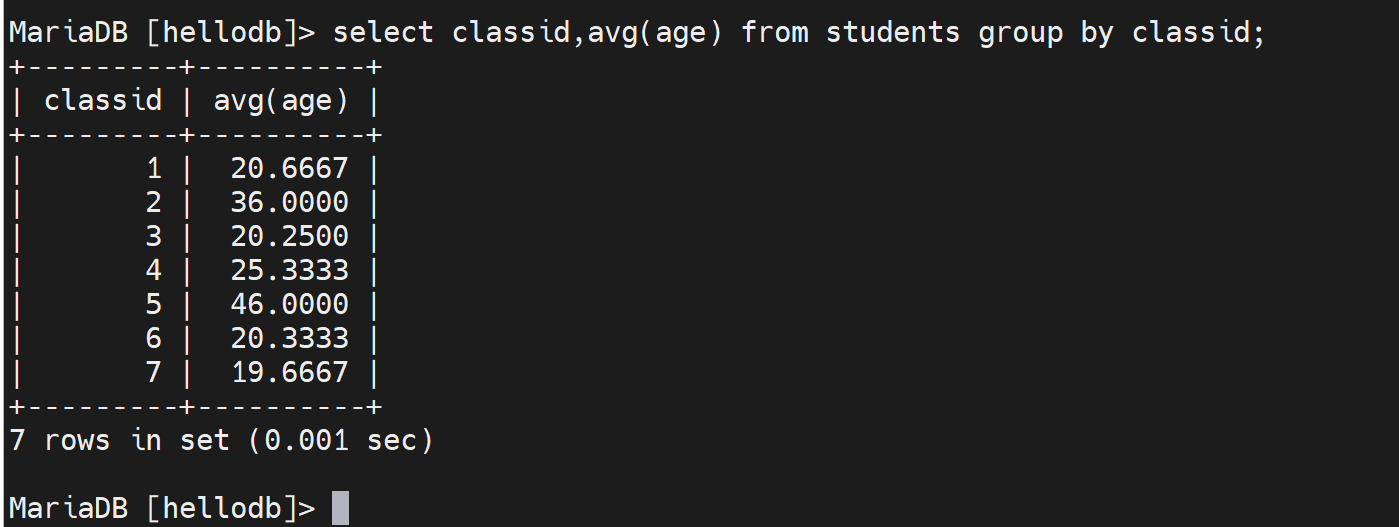 MariaDB [hellodb]> select classid,avg(age) from students group by classid;
+---------+----------+
| classid | avg(age) |
+---------+----------+
|       1 |  20.6667 |
|       2 |  36.0000 |
|       3 |  20.2500 |
|       4 |  25.3333 |
|       5 |  46.0000 |
|       6 |  20.3333 |
|       7 |  19.6667 |
+---------+----------+
7 rows in set (0.001 sec)
MariaDB [hellodb]>